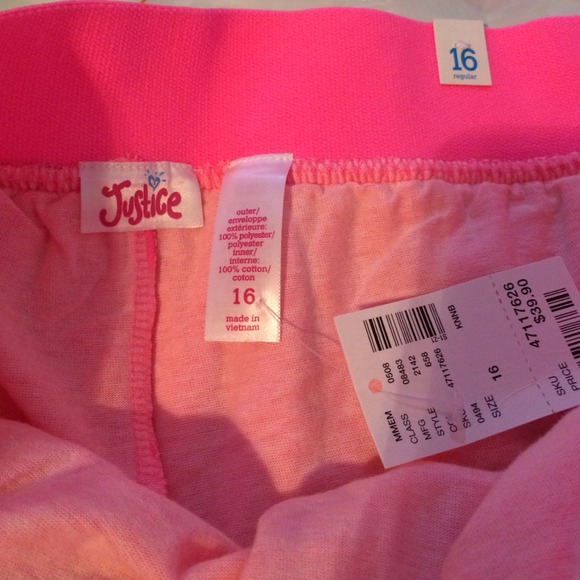 16
regular
Justice
outer/
enveloppe
extérieure:
100% polyester/
polyester
inner/
interne:
100% cotton/
coton
16
made in
vietnam
MMEM 0508
CLASS 08483
MFG 2142
STYLE 658
47117626
KNNB
0494
SIZE 16
SKU 47117626
PRICE $39.90